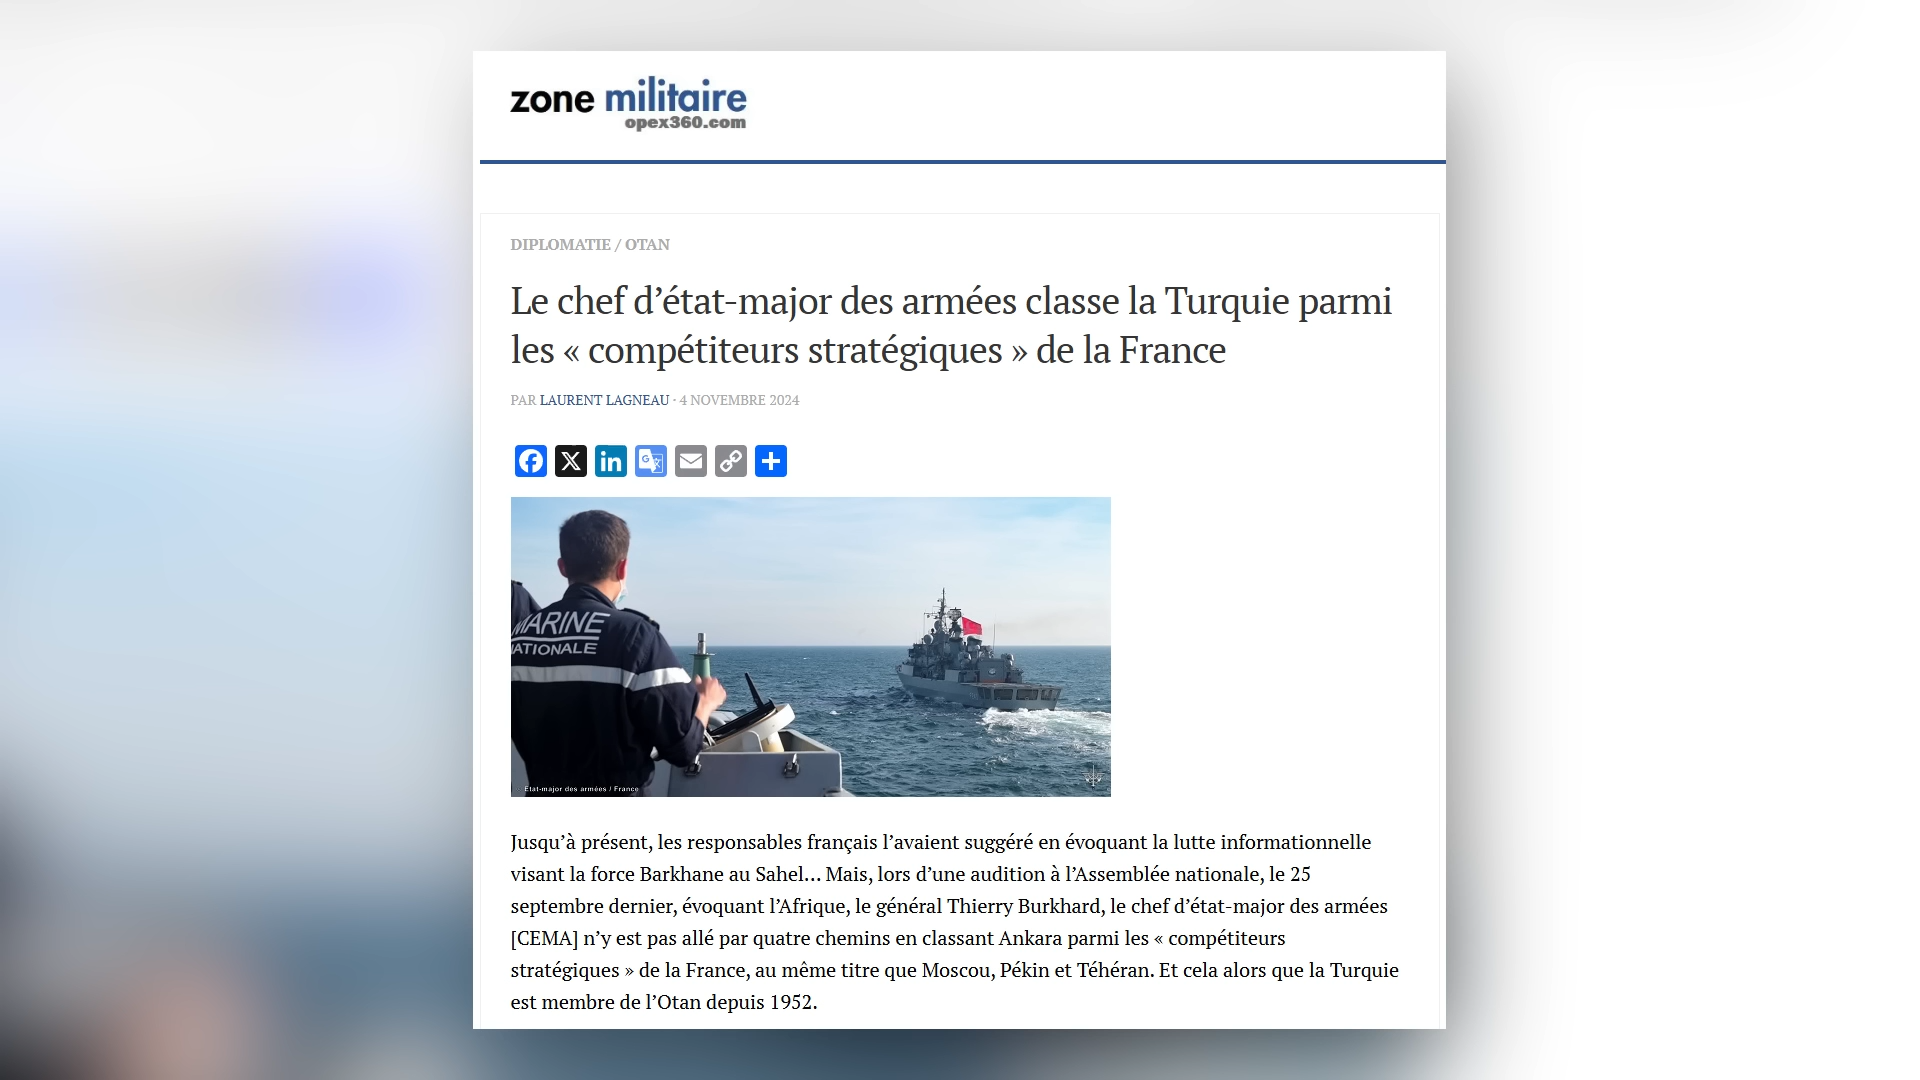 zone militaire
opex360.com
DIPLOMATIE / OTAN
Le chef d’état-major des armées classe la Turquie parmi
les « compétiteurs stratégiques » de la France
PAR LAURENT LAGNEAU · 4 NOVEMBRE 2024
MARINE
NATIONALE
État-major des armées / France
Jusqu’à présent, les responsables français l’avaient suggéré en évoquant la lutte informationnelle
visant la force Barkhane au Sahel… Mais, lors d’une audition à l’Assemblée nationale, le 25
septembre dernier, évoquant l’Afrique, le général Thierry Burkhard, le chef d’état-major des armées
[CEMA] n’y est pas allé par quatre chemins en classant Ankara parmi les « compétiteurs
stratégiques » de la France, au même titre que Moscou, Pékin et Téhéran. Et cela alors que la Turquie
est membre de l’Otan depuis 1952.